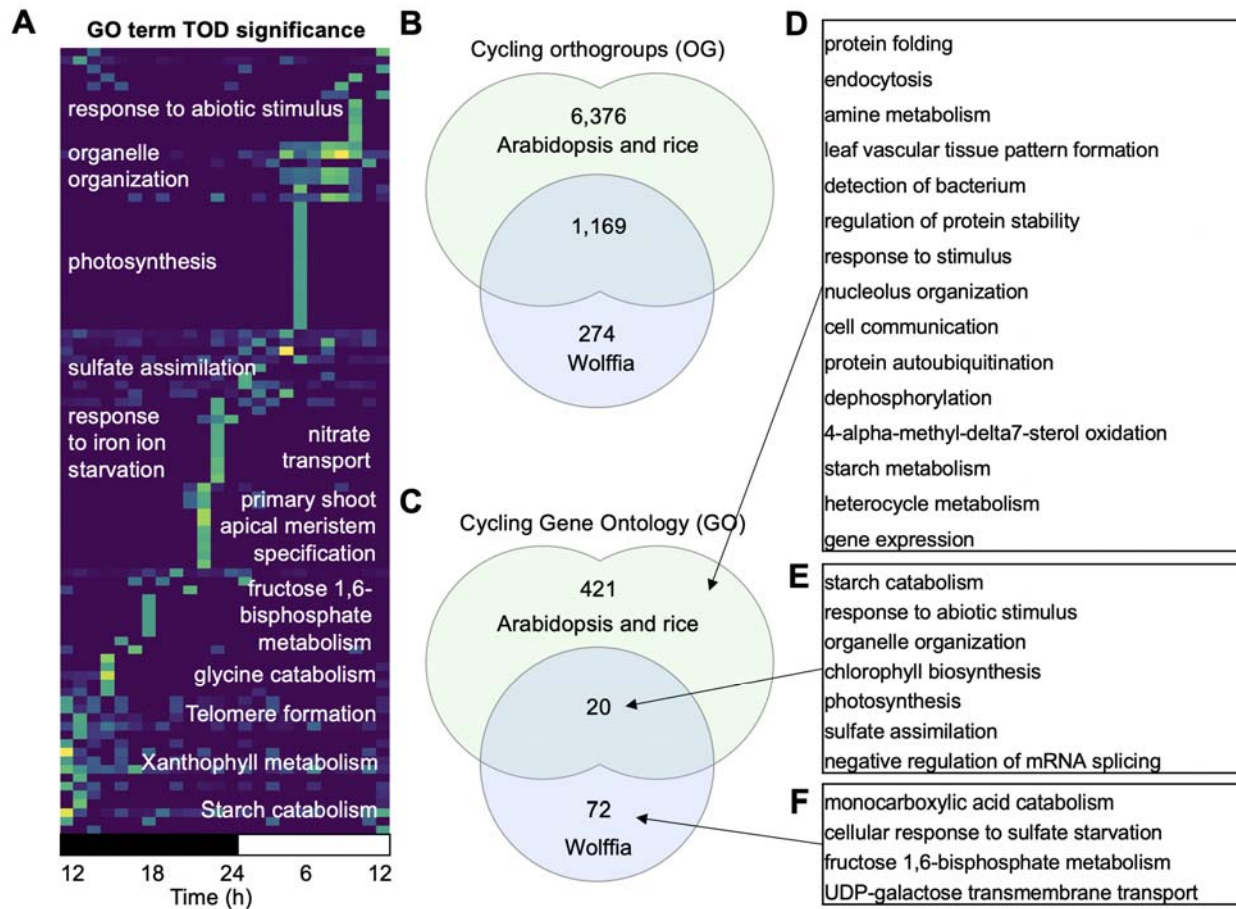 A
GO term TOD significance
response to abiotic stimulus
organelle
organization
photosynthesis
sulfate assimilation
response
to iron ion
starvation
nitrate
transport
primary shoot
apical meristem
specification
fructose 1,6-
bisphosphate
metabolism
glycine catabolism
Telomere formation
Xanthophyll metabolism
Starch catabolism
12 18 24 6 12
Time (h)
B
Cycling orthogroups (OG)
6,376
Arabidopsis and rice
1,169
274
Wolffia
C
Cycling Gene Ontology (GO)
421
Arabidopsis and rice
20
72
Wolffia
D
protein folding
endocytosis
amine metabolism
leaf vascular tissue pattern formation
detection of bacterium
regulation of protein stability
response to stimulus
nucleolus organization
cell communication
protein autoubiquitination
dephosphorylation
4-alpha-methyl-delta7-sterol oxidation
starch metabolism
heterocycle metabolism
gene expression
E
starch catabolism
response to abiotic stimulus
organelle organization
chlorophyll biosynthesis
photosynthesis
sulfate assimilation
negative regulation of mRNA splicing
F
monocarboxylic acid catabolism
cellular response to sulfate starvation
fructose 1,6-bisphosphate metabolism
UDP-galactose transmembrane transport